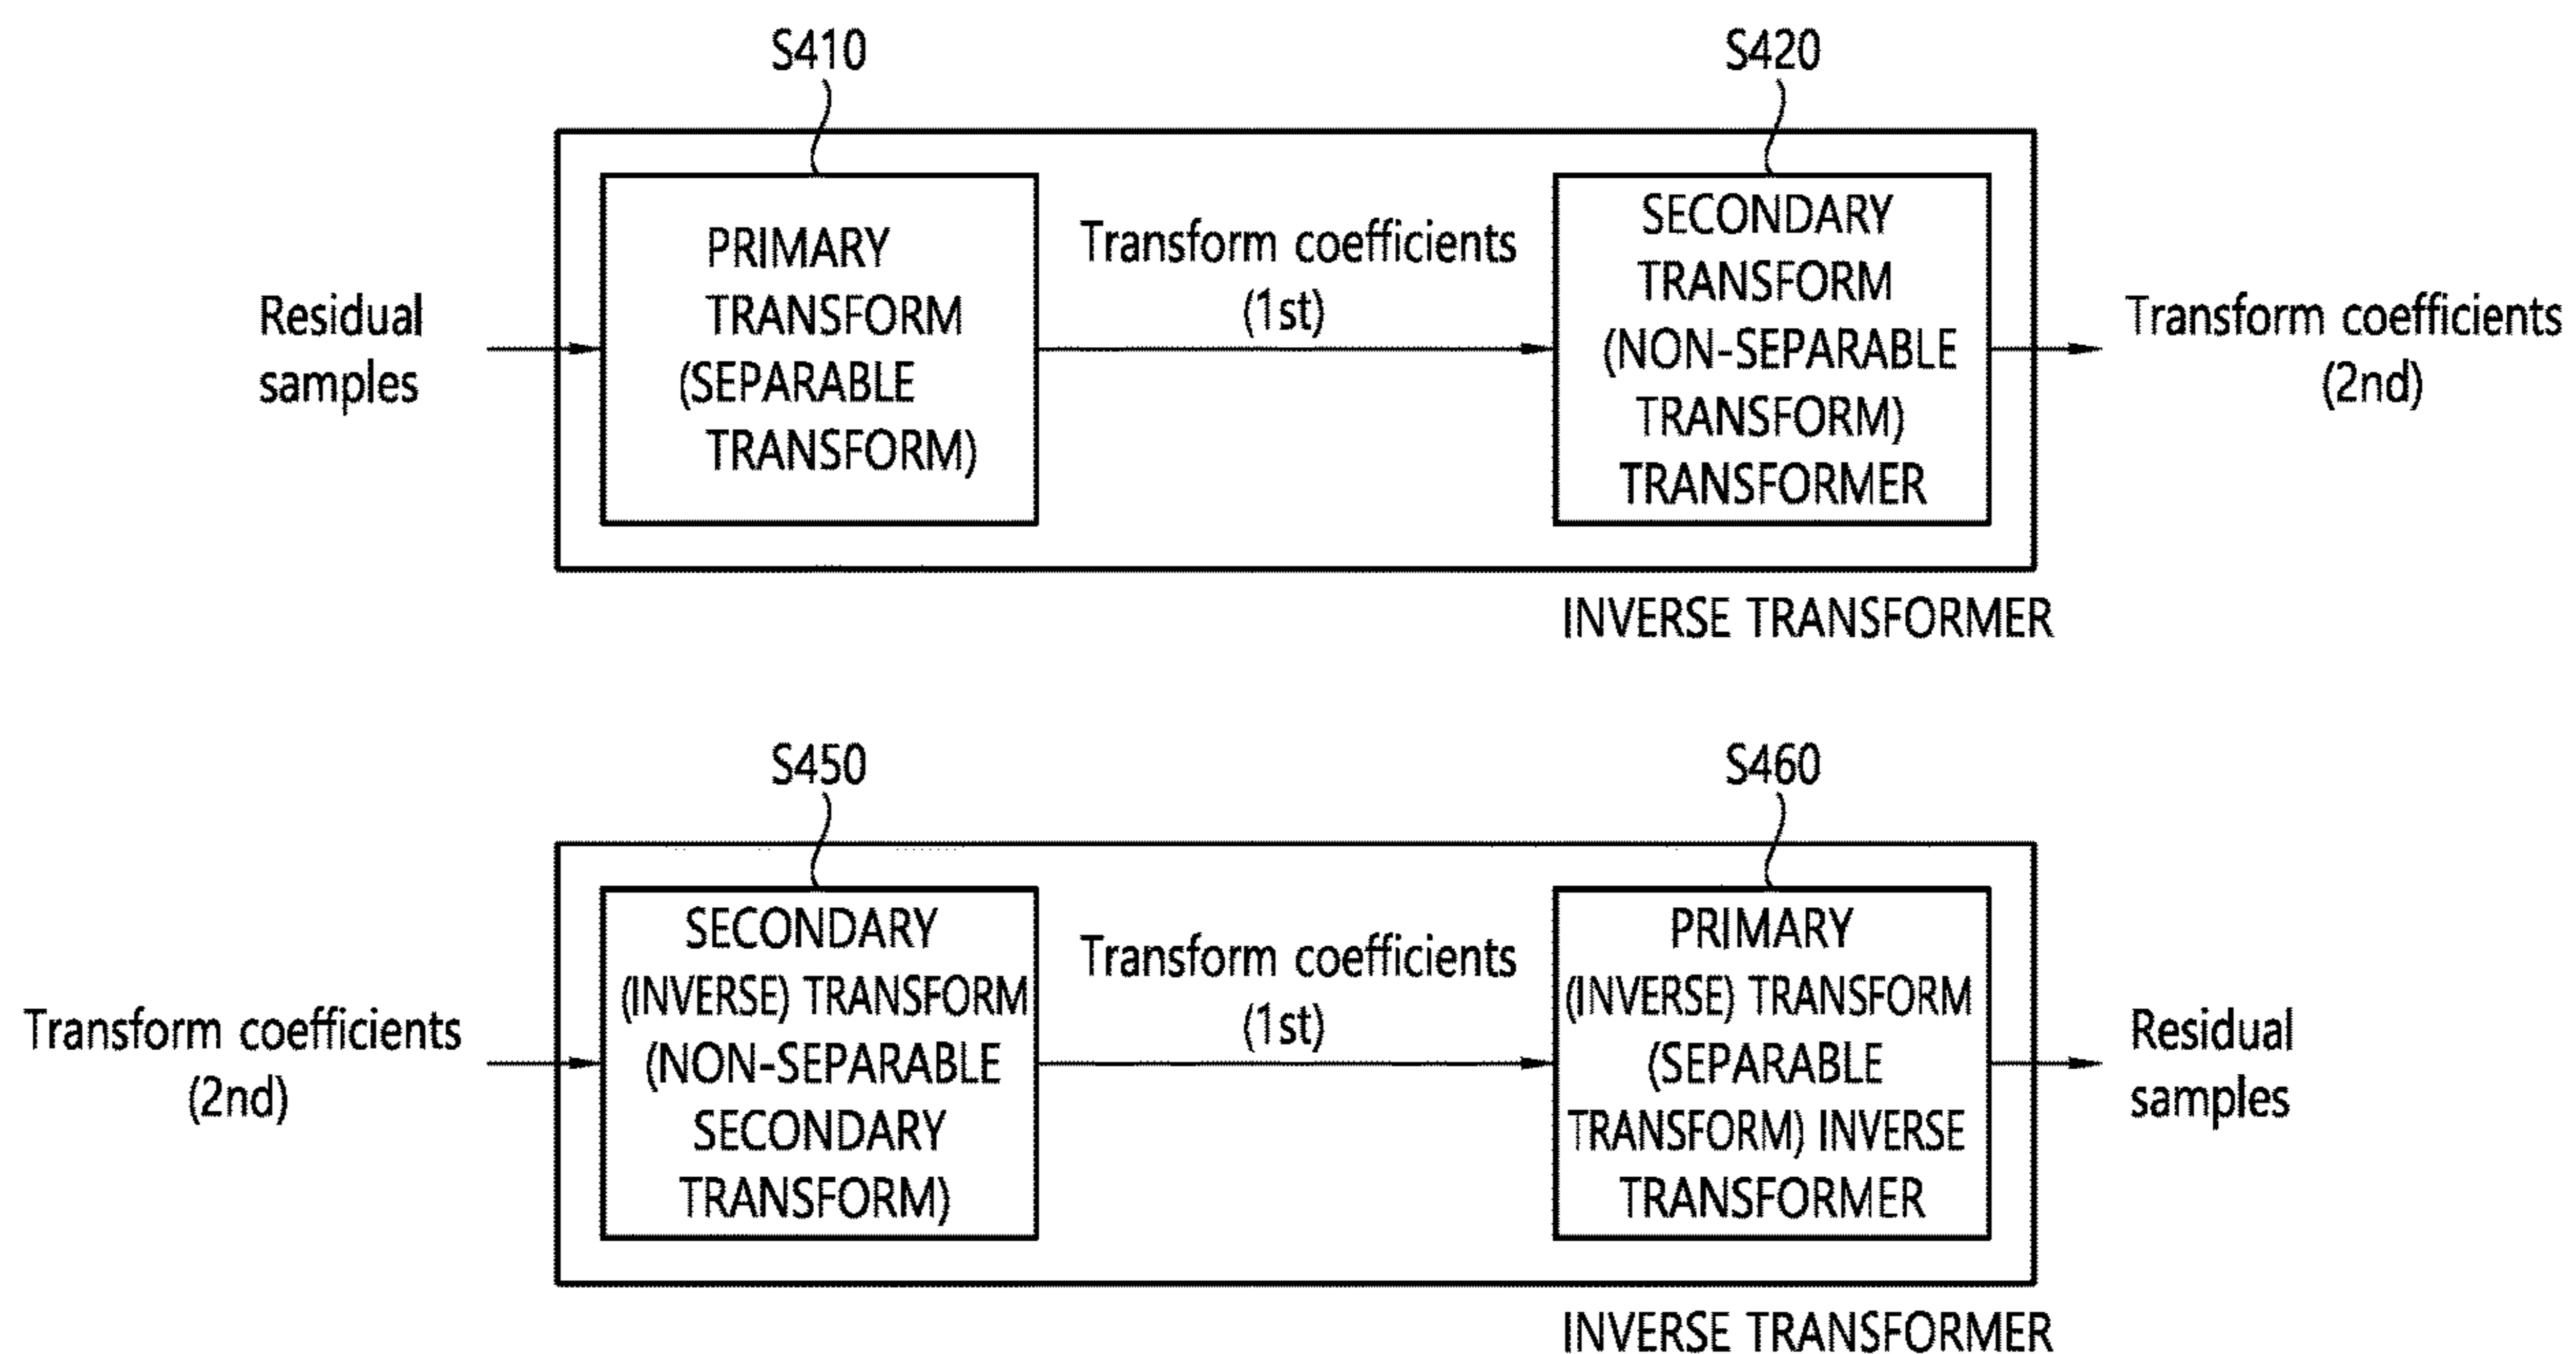 S410
S420
Residual
samples
PRIMARY
TRANSFORM
(SEPARABLE
TRANSFORM)
Transform coefficients
(1st)
SECONDARY
TRANSFORM
(NON-SEPARABLE
TRANSFORM)
TRANSFORMER
Transform coefficients
(2nd)
INVERSE TRANSFORMER
S450
S460
Transform coefficients
(2nd)
SECONDARY
(INVERSE) TRANSFORM
(NON-SEPARABLE
SECONDARY
TRANSFORM)
Transform coefficients
(1st)
PRIMARY
(INVERSE) TRANSFORM
(SEPARABLE
TRANSFORM) INVERSE
TRANSFORMER
Residual
samples
INVERSE TRANSFORMER